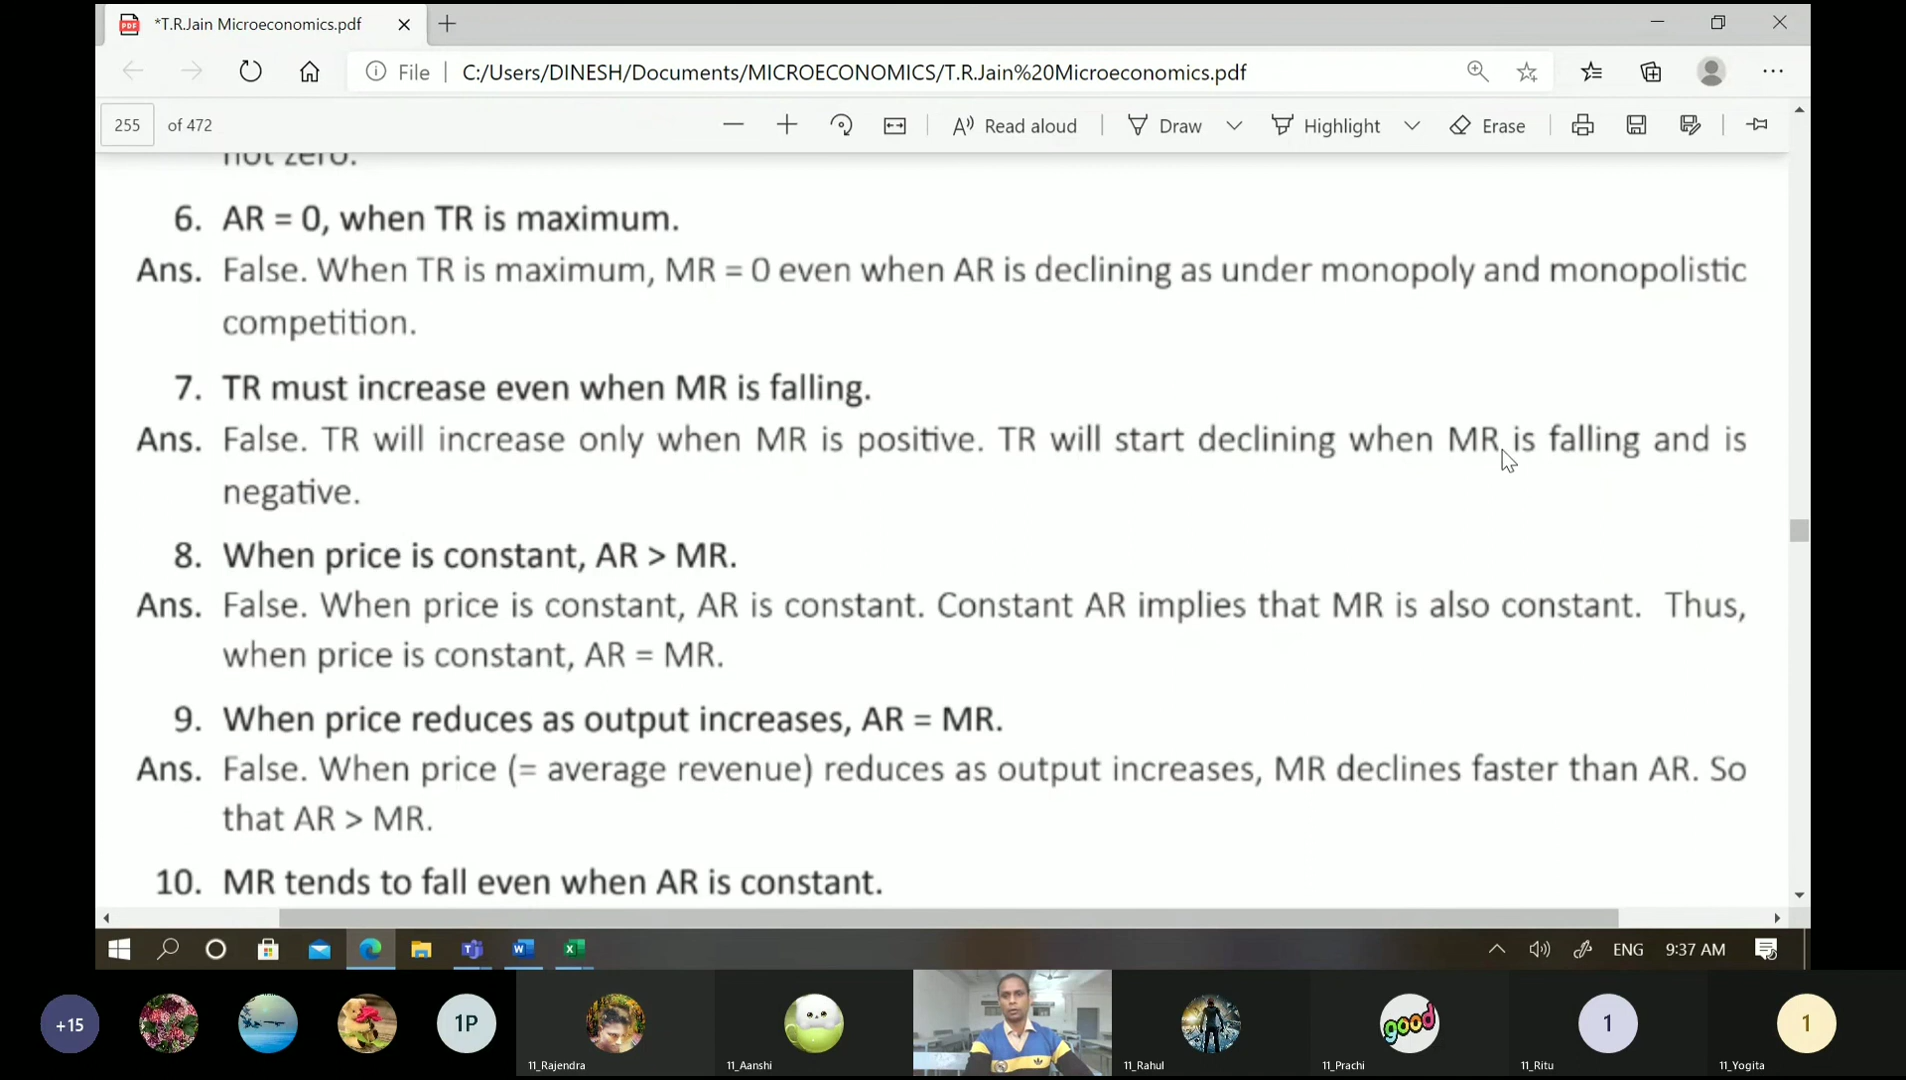 *T.R.Jain Microeconomics.pdf
File C:/Users/DINESH/Documents/MICROECONOMICS/T.R.Jain%20Microeconomics.pdf
255 of 472 Read aloud Draw Highlight Erase
not zero.
6. AR = 0, when TR is maximum.
Ans. False. When TR is maximum, MR = 0 even when AR is declining as under monopoly and monopolistic
competition.
7. TR must increase even when MR is falling.
Ans. False. TR will increase only when MR is positive. TR will start declining when MR is falling and is
negative.
8. When price is constant, AR > MR.
Ans. False. When price is constant, AR is constant. Constant AR implies that MR is also constant. Thus,
when price is constant, AR = MR.
9. When price reduces as output increases, AR = MR.
Ans. False. When price (= average revenue) reduces as output increases, MR declines faster than AR. So
that AR > MR.
10. MR tends to fall even when AR is constant.
ENG 9:37 AM
+15 1P good 1 1
11_Rajendra 11_Aanshi 11_Rahul 11_Prachi 11_Ritu 11_Yogita